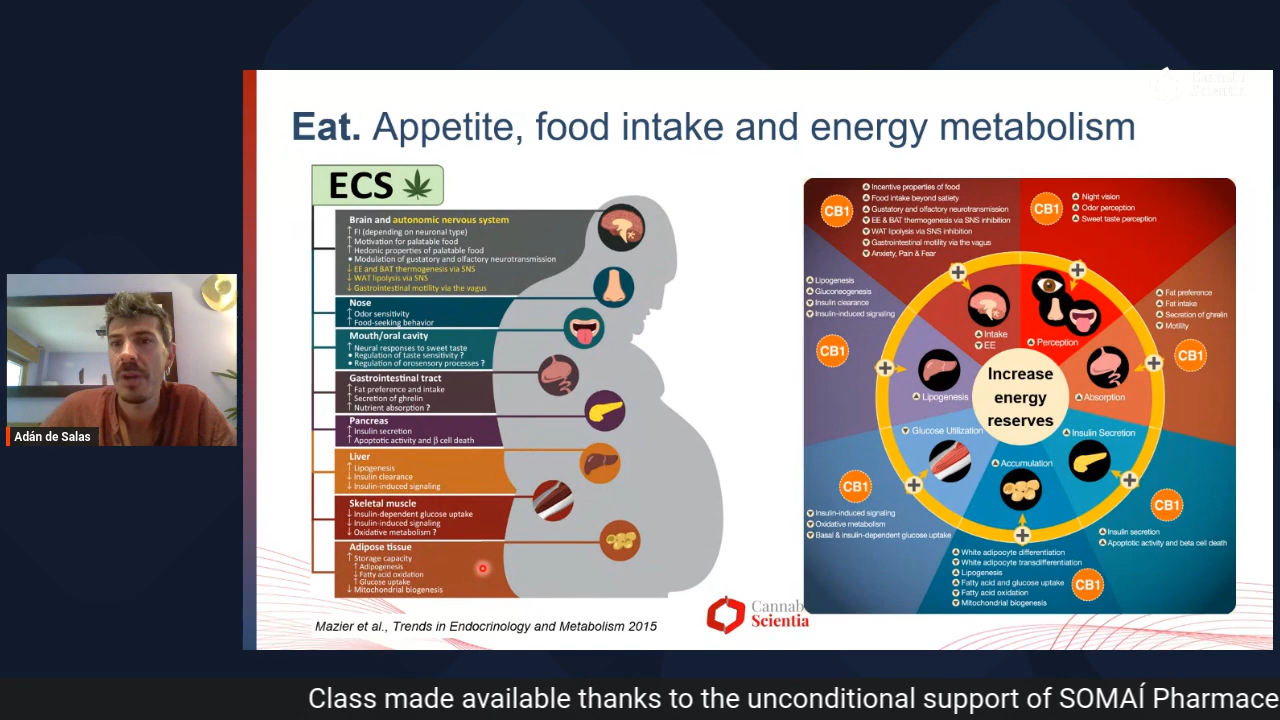 Cannab
Scientia
Eat. Appetite, food intake and energy metabolism
ECS
Brain and autonomic nervous system
↑ FI (depending on neuronal type)
↑ Motivation for palatable food
↑ Hedonic properties of palatable food
• Modulation of gustatory and olfactory neurotransmission
↓ EE and BAT thermogenesis via SNS
↓ WAT lipolysis via SNS
↓ Gastrointestinal motility via the vagus
Nose
↑ Odor sensitivity
↑ Food-seeking behavior
Mouth/oral cavity
↑ Neural responses to sweet taste
• Regulation of taste sensitivity ?
• Regulation of orosensory processes ?
Gastrointestinal tract
↑ Fat preference and intake
↑ Secretion of ghrelin
↑ Nutrient absorption ?
Pancreas
↑ Insulin secretion
↑ Apoptotic activity and β cell death
Liver
↑ Lipogenesis
↓ Insulin clearance
↓ Insulin-induced signaling
Skeletal muscle
↓ Insulin-dependent glucose uptake
↓ Insulin-induced signaling
↓ Oxidative metabolism ?
Adipose tissue
↑ Storage capacity
↑ Adipogenesis
↓ Fatty acid oxidation
↑ Glucose uptake
↓ Mitochondrial biogenesis
Mazier et al., Trends in Endocrinology and Metabolism 2015
Cannab
Scientia
CB1
Incentive properties of food
Food intake beyond satiety
Gustatory and olfactory neurotransmission
EE & BAT thermogenesis via SNS inhibition
WAT lipolysis via SNS inhibition
Gastrointestinal motility via the vagus
Anxiety, Pain & Fear
CB1
Night vision
Odor perception
Sweet taste perception
Lipogenesis
Gluconeogenesis
Insulin clearance
Insulin-induced signaling
CB1
Fat preference
Fat intake
Secretion of ghrelin
Motility
CB1
Intake
EE
Perception
Lipogenesis
Absorption
Increase
energy
reserves
Glucose Utilization
Insulin Secretion
Accumulation
CB1
Insulin-induced signaling
Oxidative metabolism
Basal & insulin-dependent glucose uptake
CB1
Insulin secretion
Apoptotic activity and beta cell death
White adipocyte differentiation
White adipocyte transdifferentiation
Lipogenesis
Fatty acid and glucose uptake
Fatty acid oxidation
Mitochondrial biogenesis
CB1
Adán de Salas
Class made available thanks to the unconditional support of SOMAÍ Pharmace